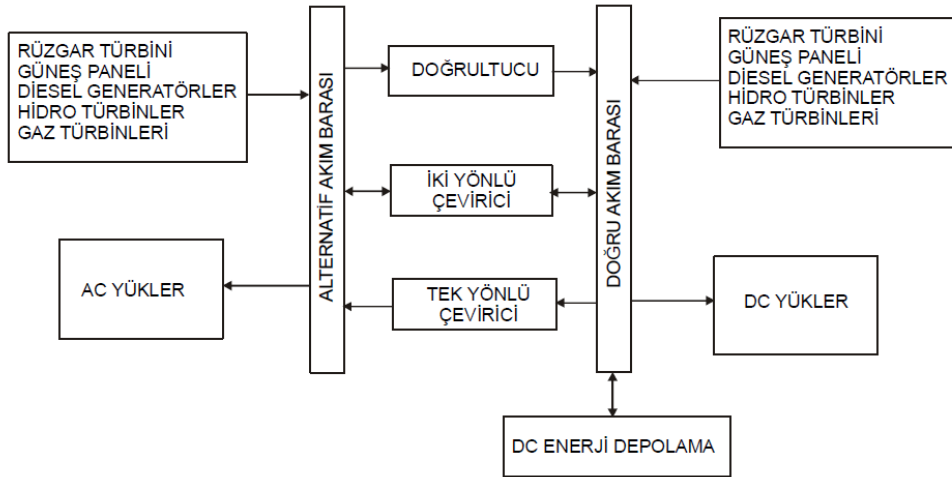 RÜZGAR TÜRBİNİ
GÜNEŞ PANELİ
DİESEL GENERATÖRLER
HİDRO TÜRBİNLER
GAZ TÜRBİNLERİ
AC YÜKLER
ALTERNATİF AKIM BARASI
DOĞRULTUCU
İKİ YÖNLÜ
ÇEVİRİCİ
TEK YÖNLÜ
ÇEVİRİCİ
DOĞRU AKIM BARASI
RÜZGAR TÜRBİNİ
GÜNEŞ PANELİ
DİESEL GENERATÖRLER
HİDRO TÜRBİNLER
GAZ TÜRBİNLERİ
DC YÜKLER
DC ENERJİ DEPOLAMA